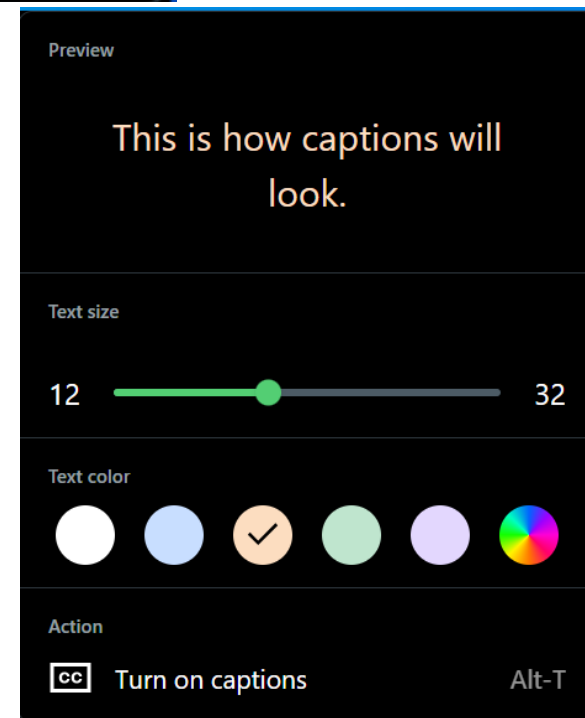 Preview
This is how captions will
look.
Text size
12 32
Text color
Action
CC Turn on captions Alt-T